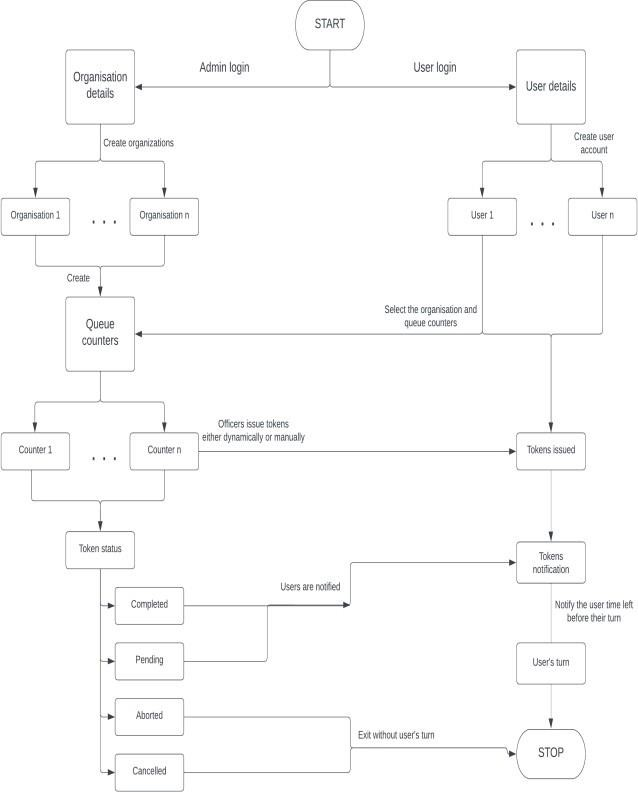 START
Admin login
User login
Organisation
details
User details
Create organizations
Create user
account
Organisation 1
. . .
Organisation n
User 1
. . .
User n
Create
Select the organisation and
queue counters
Queue
counters
Officers issue tokens
either dynamically or manually
Counter 1
. . .
Counter n
Tokens issued
Token status
Tokens
notification
Users are notified
Completed
Notify the user time left
before their turn
Pending
User's turn
Aborted
Exit without user's turn
STOP
Cancelled